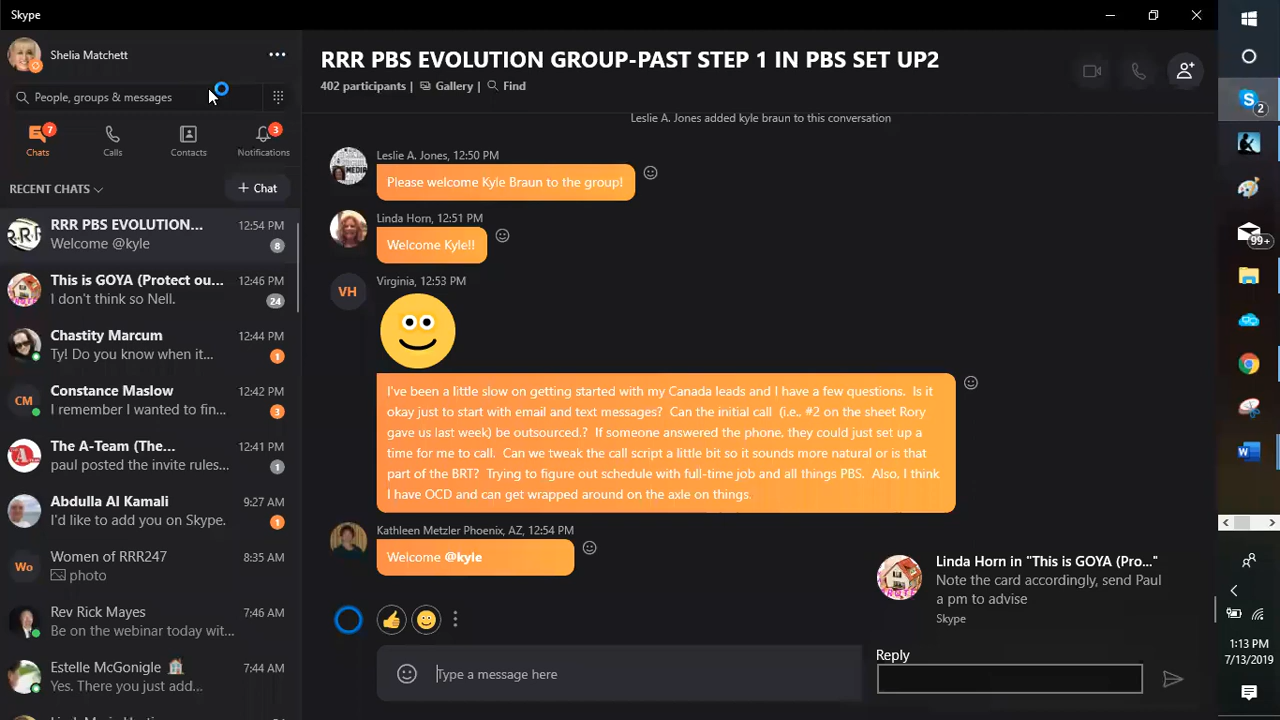 Skype
Shelia Matchett
People, groups & messages
7
3
Chats
Calls
Contacts
Notifications
RECENT CHATS
+ Chat
RRR PBS EVOLUTION...
12:54 PM
Welcome @kyle
8
This is GOYA (Protect ou...
12:46 PM
I don't think so Nell.
24
Chastity Marcum
12:44 PM
Ty! Do you know when it...
1
CM
Constance Maslow
12:42 PM
I remember I wanted to fin...
3
The A-Team (The...
12:41 PM
paul posted the invite rules...
1
Abdulla Al Kamali
9:27 AM
I'd like to add you on Skype.
1
Wo
Women of RRR247
8:35 AM
photo
Rev Rick Mayes
7:46 AM
Be on the webinar today wit...
Estelle McGonigle
7:44 AM
Yes. There you just add...
RRR PBS EVOLUTION GROUP-PAST STEP 1 IN PBS SET UP2
402 participants | Gallery | Find
Leslie A. Jones added kyle braun to this conversation
Leslie A. Jones, 12:50 PM
Please welcome Kyle Braun to the group!
Linda Horn, 12:51 PM
Welcome Kyle!!
VH
Virginia, 12:53 PM
I've been a little slow on getting started with my Canada leads and I have a few questions. Is it
okay just to start with email and text messages? Can the initial call (i.e.. #2 on the sheet Rory
gave us last week) be outsourced.? If someone answered the phone, they could just set up a
time for me to call. Can we tweak the call script a little bit so it sounds more natural or is that
part of the BRT? Trying to figure out schedule with full-time job and all things PBS. Also, I think
I have OCD and can get wrapped around on the axle on things.
Kathleen Metzler Phoenix, AZ, 12:54 PM
Welcome @kyle
Type a message here
Linda Horn in "This is GOYA (Pro..."
Note the card accordingly, send Paul
a pm to advise
Skype
Reply
2
99+
1:13 PM
7/13/2019